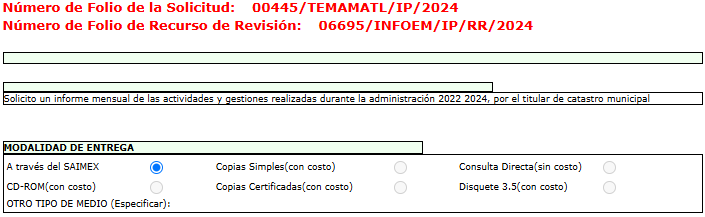 Número de Folio de la Solicitud: 00445/TEMAMATL/IP/2024
Número de Folio de Recurso de Revisión: 06695/INFOEM/IP/RR/2024
Solicito un informe mensual de las actividades y gestiones realizadas durante la administración 2022 2024, por el titular de catastro municipal
MODALIDAD DE ENTREGA
A través del SAIMEX Copias Simples(con costo) Consulta Directa(sin costo)
CD-ROM(con costo) Copias Certificadas(con costo) Disquete 3.5(con costo)
OTRO TIPO DE MEDIO (Especificar):